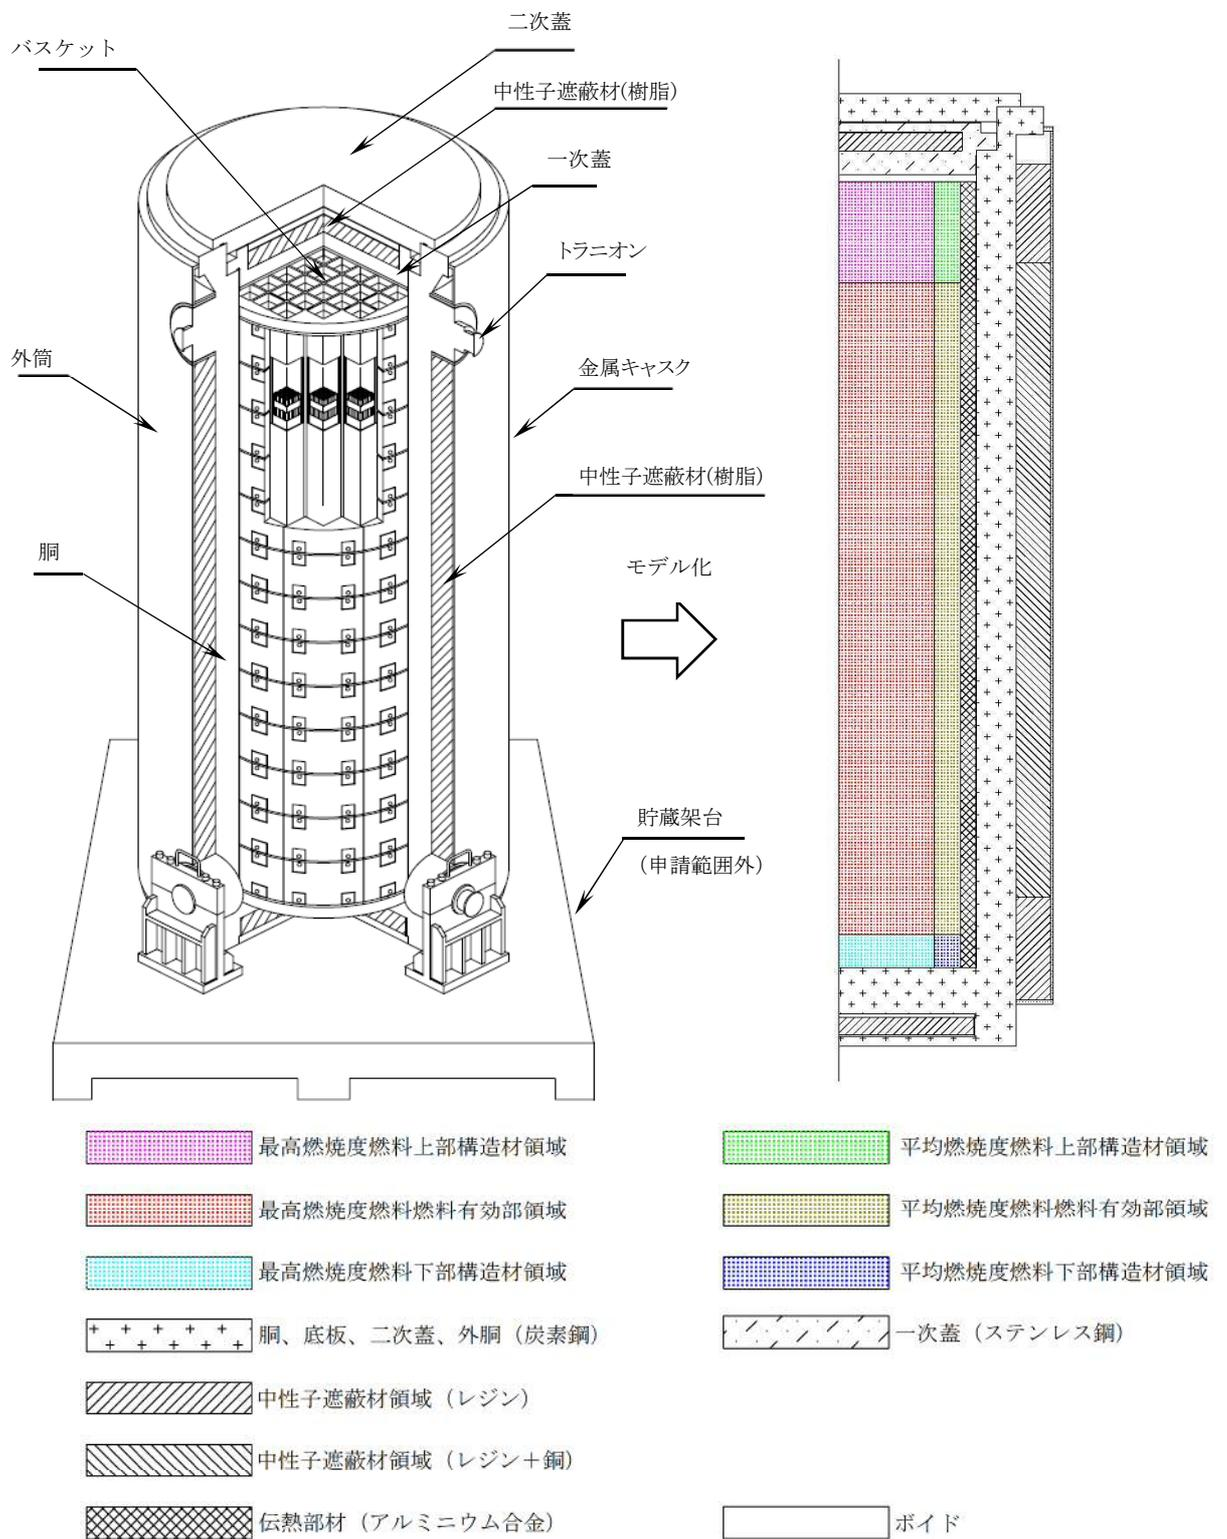 二次蓋
バスケット
中性子遮蔽材(樹脂)
一次蓋
トラニオン
外筒
金属キャスク
中性子遮蔽材(樹脂)
胴
モデル化
貯蔵架台
（申請範囲外）
最高燃焼度燃料上部構造材領域
平均燃焼度燃料上部構造材領域
最高燃焼度燃料燃料有効部領域
平均燃焼度燃料燃料有効部領域
最高燃焼度燃料下部構造材領域
平均燃焼度燃料下部構造材領域
胴、底板、二次蓋、外胴（炭素鋼）
一次蓋（ステンレス鋼）
中性子遮蔽材領域（レジン）
中性子遮蔽材領域（レジン＋銅）
伝熱部材（アルミニウム合金）
ボイド